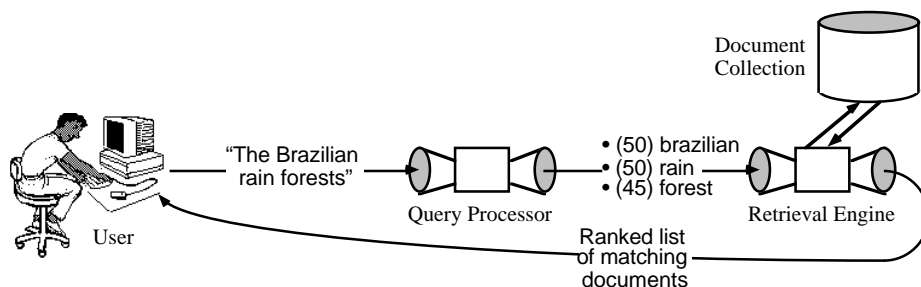 Document
Collection
“The Brazilian
rain forests”
• (50) brazilian
• (50) rain
• (45) forest
User
Query Processor
Retrieval Engine
Ranked list
of matching
documents